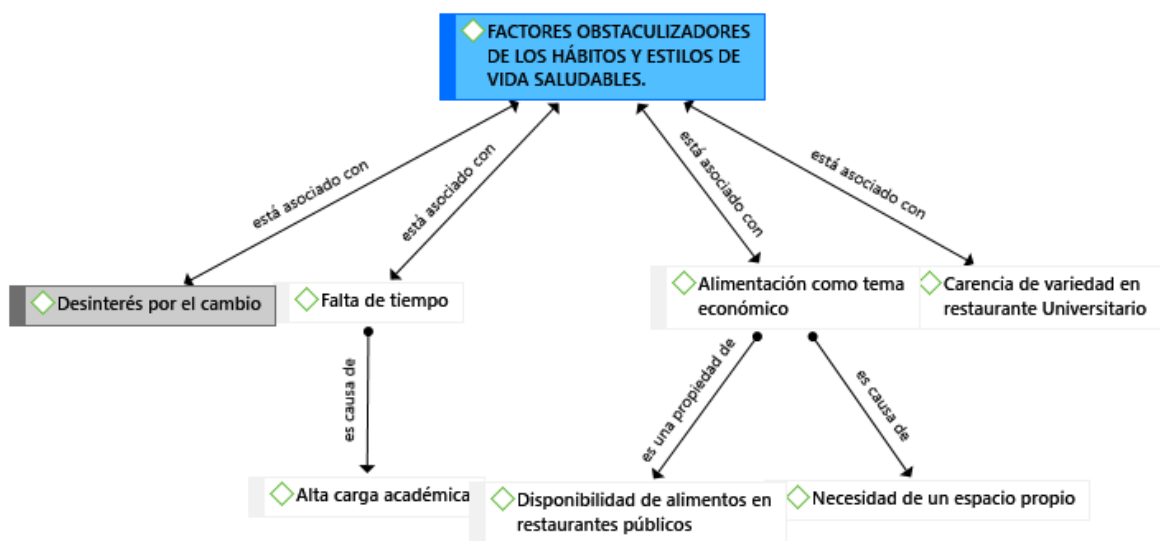 FACTORES OBSTACULIZADORES
DE LOS HÁBITOS Y ESTILOS DE
VIDA SALUDABLES.
está asociado con
está asociado con
está asociado con
está asociado con
Desinterés por el cambio
Falta de tiempo
Alimentación como tema
económico
Carencia de variedad en
restaurante Universitario
es causa de
es una propiedad de
es causa de
Alta carga académica
Disponibilidad de alimentos en
restaurantes públicos
Necesidad de un espacio propio